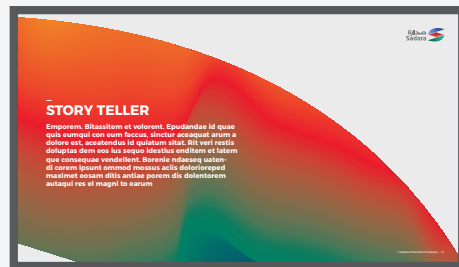 صدارة
Sadara
STORY TELLER
Emporem. Bitassitem et volorent. Epudandae id quae
quis eumqui con eum faccus, sinctur aceaquat arum a
dolore est, aceatendus id quiatum sitat. Rit veri restis
doluptas dem eos ius sequo idestius enditem et latem
que consequae vendellent. Borenie ndaeseq uaten-
di corem ipsunt ommod mossus aciis dolorioreped
maximet eosam ditis antiae porem dis dolentorem
autaqui res el magni to earum